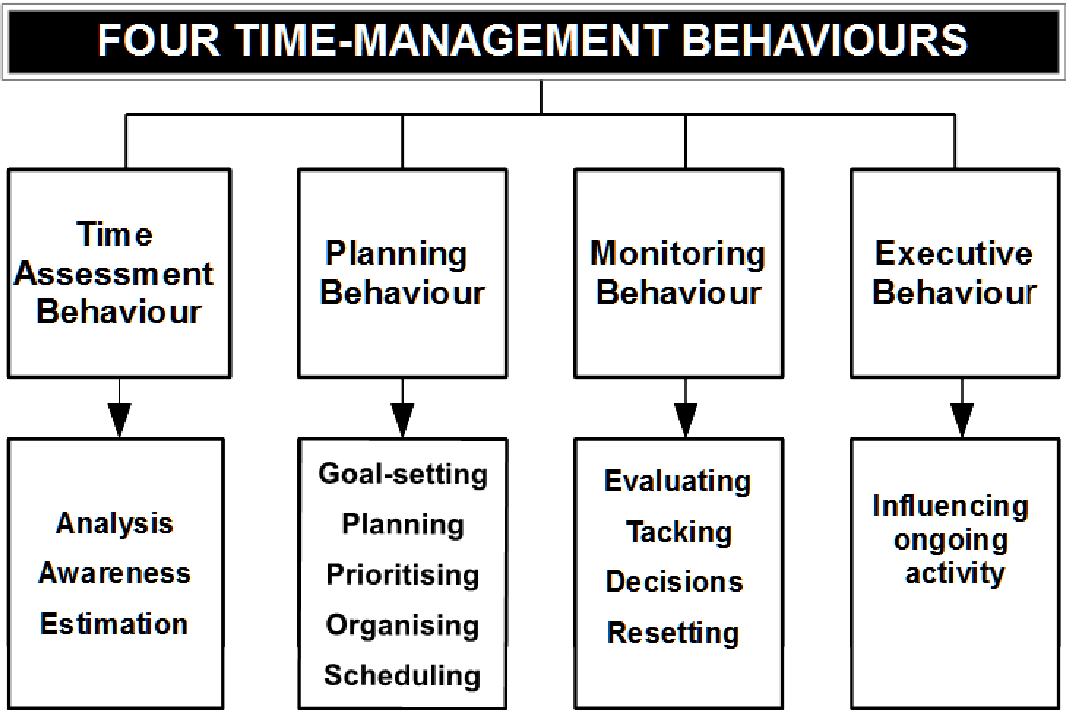 FOUR TIME-MANAGEMENT BEHAVIOURS
Time
Assessment
Behaviour
Planning
Behaviour
Monitoring
Behaviour
Executive
Behaviour
Analysis
Awareness
Estimation
Goal-setting
Planning
Prioritising
Organising
Scheduling
Evaluating
Tacking
Decisions
Resetting
Influencing
ongoing
activity